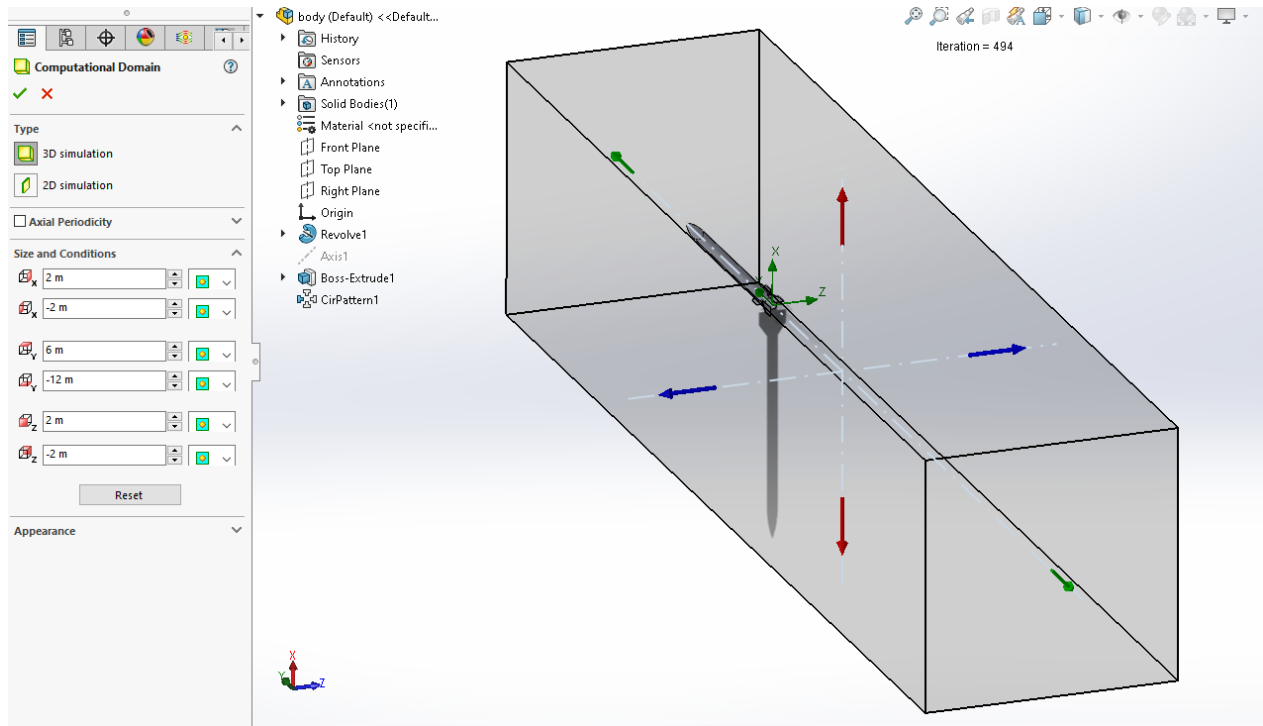 Computational Domain
Type
3D simulation
2D simulation
Axial Periodicity
Size and Conditions
X 2 m
X -2 m
Y 6 m
Y -12 m
Z 2 m
Z -2 m
Reset
Appearance
body (Default) <<Default...
History
Sensors
A Annotations
Solid Bodies(1)
Material <not specifi...
Front Plane
Top Plane
Right Plane
Origin
Revolve1
Axis1
Boss-Extrude1
CirPattern1
Iteration = 494
X
Z
X
Y
Z